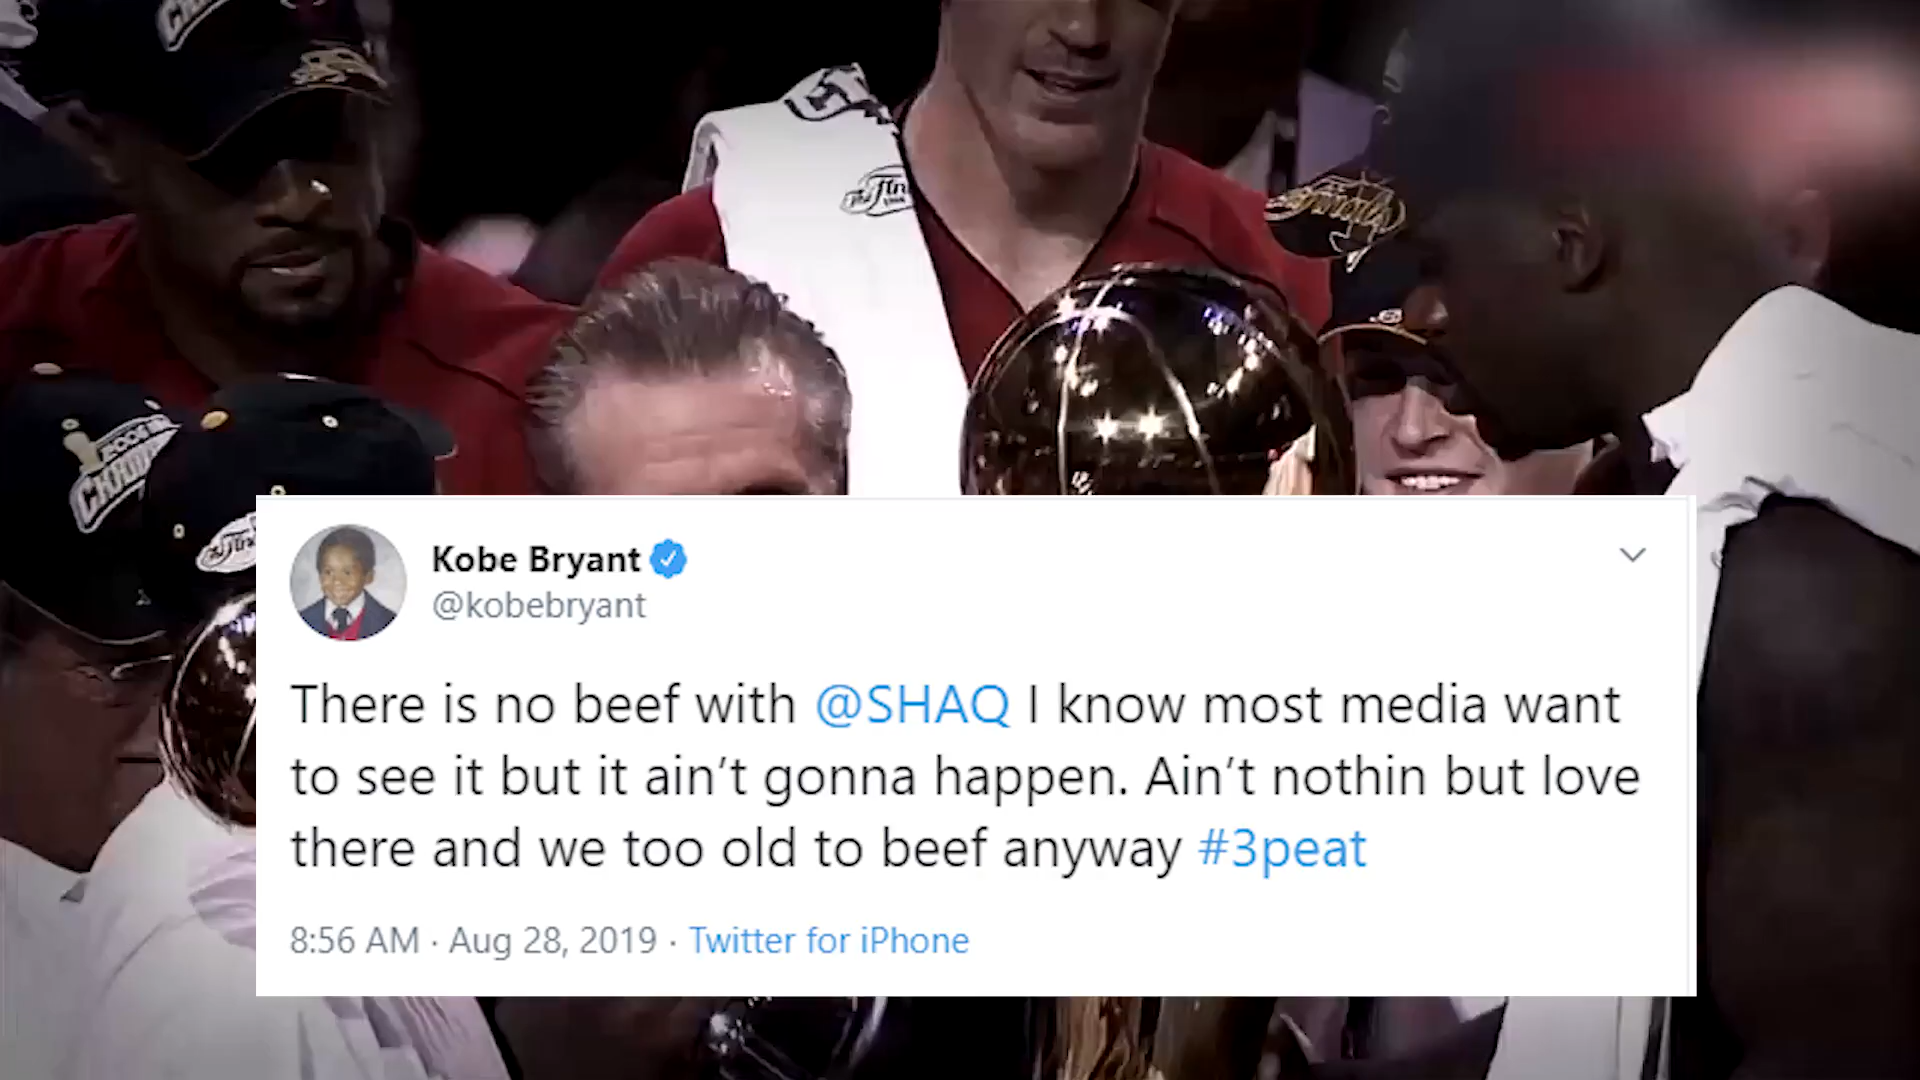 Kobe Bryant
@kobebryant
There is no beef with @SHAQ I know most media want
to see it but it ain’t gonna happen. Ain’t nothin but love
there and we too old to beef anyway #3peat
8:56 AM · Aug 28, 2019 · Twitter for iPhone
Finals
2006